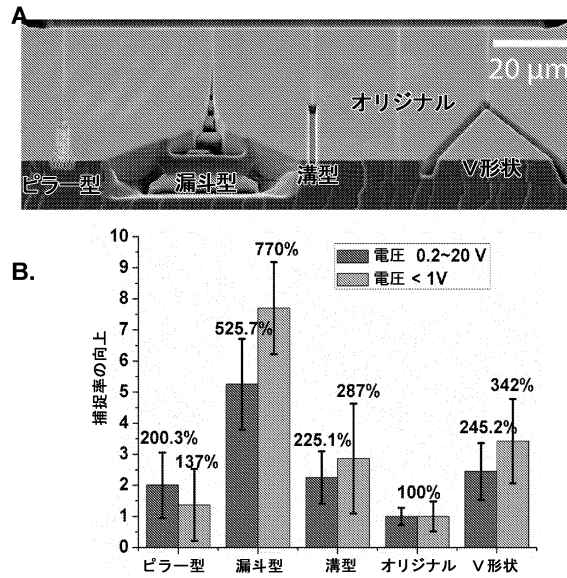 A
20 µm
オリジナル
ピラー型
漏斗型
溝型
V形状
B.
捕捉率の向上
10
9
8
7
6
5
4
3
2
1
0
電圧 0.2~20 V
電圧 < 1V
200.3%
137%
525.7%
770%
225.1%
287%
100%
245.2%
342%
ピラー型 漏斗型 溝型 オリジナル V形状